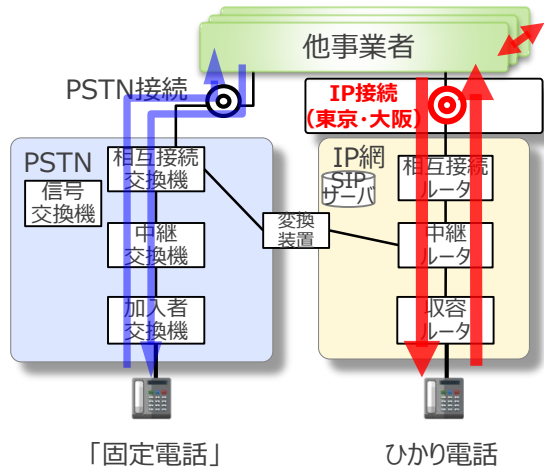 他事業者
PSTN接続
IP接続
（東京・大阪）
PSTN
相互接続
交換機
信号
交換機
中継
交換機
加入者
交換機
変換
装置
IP網
SIP
サーバ
相互接続
ルータ
中継
ルータ
収容
ルータ
「固定電話」
ひかり電話